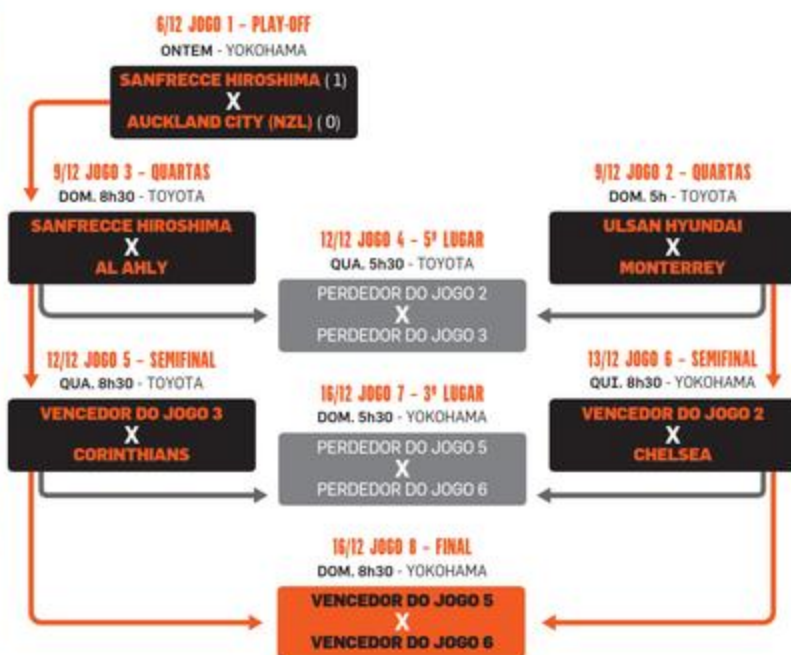 6/12 JOGO 1 - PLAY-OFF
ONTEM - YOKOHAMA
SANFRECCE HIROSHIMA (1)
X
AUCKLAND CITY (NZL) (0)
9/12 JOGO 3 - QUARTAS
DOM. 8h30 - TOYOTA
SANFRECCE HIROSHIMA
X
AL AHLY
9/12 JOGO 2 - QUARTAS
DOM. 5h - TOYOTA
ULSAN HYUNDAI
X
MONTERREY
12/12 JOGO 4 - 5º LUGAR
QUA. 5h30 - TOYOTA
PERDEDOR DO JOGO 2
X
PERDEDOR DO JOGO 3
12/12 JOGO 5 - SEMIFINAL
QUA. 8h30 - TOYOTA
VENCEDOR DO JOGO 3
X
CORINTHIANS
13/12 JOGO 6 - SEMIFINAL
QUI. 8h30 - YOKOHAMA
VENCEDOR DO JOGO 2
X
CHELSEA
16/12 JOGO 7 - 3º LUGAR
DOM. 5h30 - YOKOHAMA
PERDEDOR DO JOGO 5
X
PERDEDOR DO JOGO 6
16/12 JOGO 8 - FINAL
DOM. 8h30 - YOKOHAMA
VENCEDOR DO JOGO 5
X
VENCEDOR DO JOGO 6